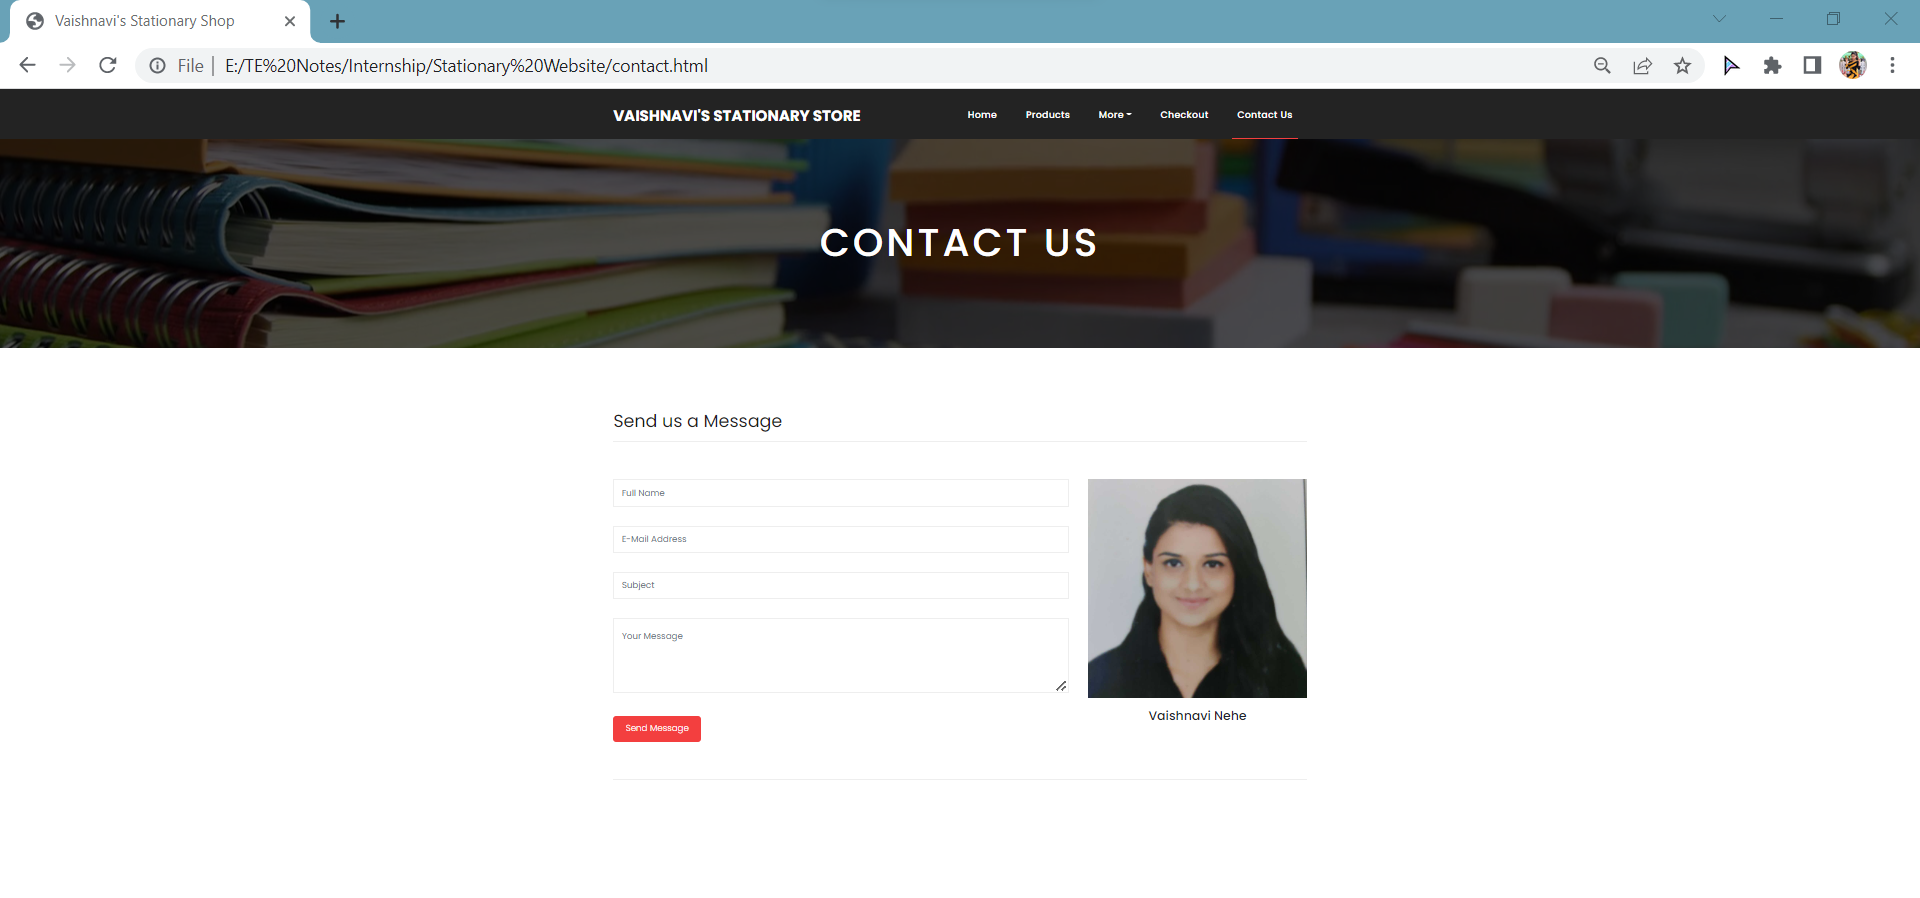 Vaishnavi's Stationary Shop
File | E:/TE%20Notes/Internship/Stationary%20Website/contact.html
VAISHNAVI'S STATIONARY STORE Home Products More Checkout Contact Us
CONTACT US
Send us a Message
Full Name
E-Mail Address
Subject
Your Message
Send Message
Vaishnavi Nehe